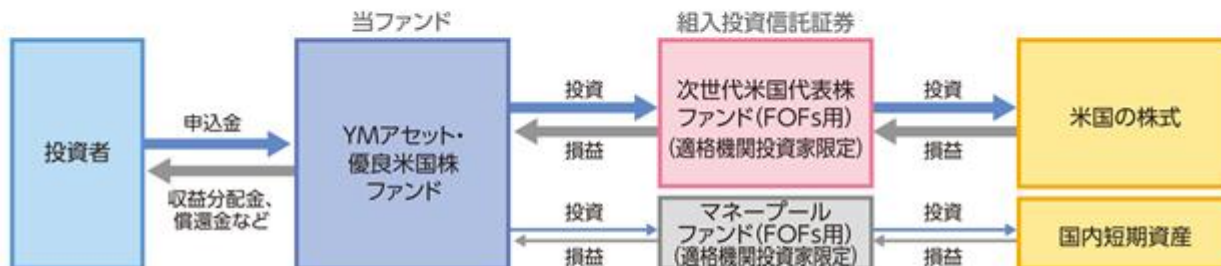 当ファンド
組入投資信託証券
投資者
申込金
収益分配金、
償還金など
YMアセット・
優良米国株
ファンド
投資
損益
次世代米国代表株
ファンド(FOFs用)
(適格機関投資家限定)
投資
損益
米国の株式
投資
損益
マネープール
ファンド(FOFs用)
(適格機関投資家限定)
投資
損益
国内短期資産